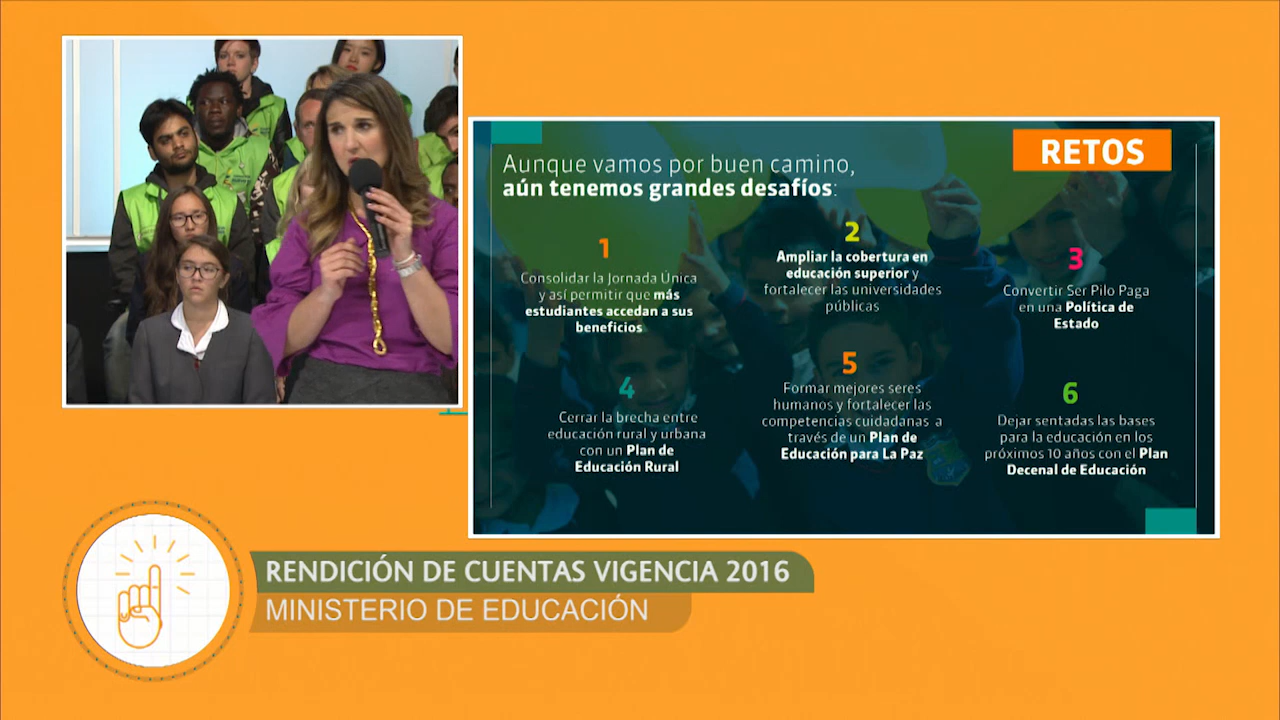 RETOS
Aunque vamos por buen camino,
aún tenemos grandes desafíos:
1
Consolidar la Jornada Única
y así permitir que más
estudiantes accedan a sus
beneficios
2
Ampliar la cobertura en
educación superior y
fortalecer las universidades
públicas
3
Convertir Ser Pilo Paga
en una Política de
Estado
4
Cerrar la brecha entre
educación rural y urbana
con un Plan de
Educación Rural
5
Formar mejores seres
humanos y fortalecer las
competencias cuidadanas a
través de un Plan de
Educación para La Paz
6
Dejar sentadas las bases
para la educación en los
próximos 10 años con el Plan
Decenal de Educación
RENDICIÓN DE CUENTAS VIGENCIA 2016
MINISTERIO DE EDUCACIÓN